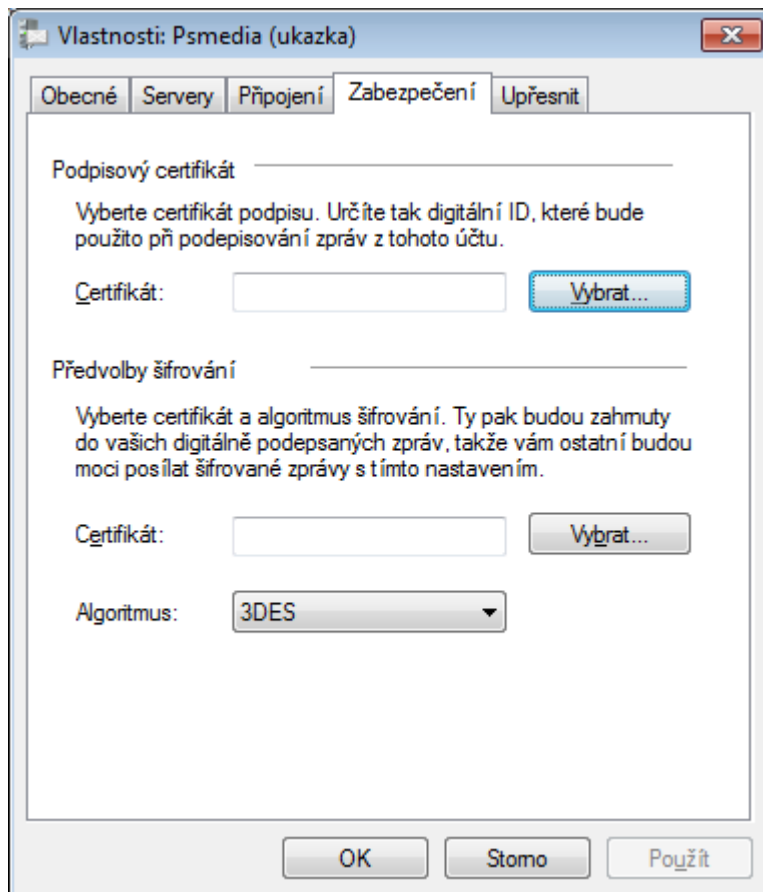 Vlastnosti: Psmedia (ukazka)
Obecné Servery Připojení Zabezpečení Upřesnit
Podpisový certifikát
Vyberte certifikát podpisu. Určíte tak digitální ID, které bude
použito při podepisování zpráv z tohoto účtu.
Certifikát: Vybrat...
Předvolby šifrování
Vyberte certifikát a algoritmus šifrování. Ty pak budou zahrnuty
do vašich digitálně podepsaných zpráv, takže vám ostatní budou
moci posílat šifrované zprávy s tímto nastavením.
Certifikát: Vybrat...
Algoritmus: 3DES
OK Storno Použít